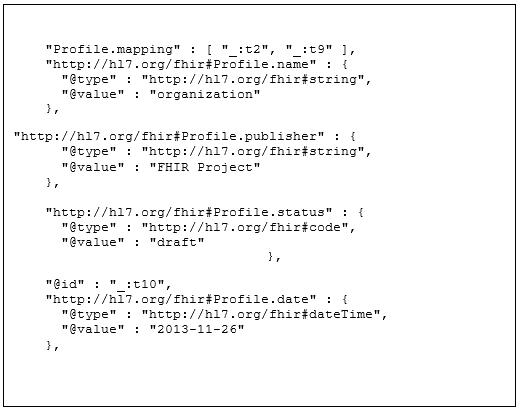 "Profile.mapping" : [ "_:t2", "_:t9" ],
"http://hl7.org/fhir#Profile.name" : {
"@type" : "http://hl7.org/fhir#string",
"@value" : "organization"
},
"http://hl7.org/fhir#Profile.publisher" : {
"@type" : "http://hl7.org/fhir#string",
"@value" : "FHIR Project"
},
"http://hl7.org/fhir#Profile.status" : {
"@type" : "http://hl7.org/fhir#code",
"@value" : "draft"
},
"@id" : "_:t10",
"http://hl7.org/fhir#Profile.date" : {
"@type" : "http://hl7.org/fhir#dateTime",
"@value" : "2013-11-26"
},